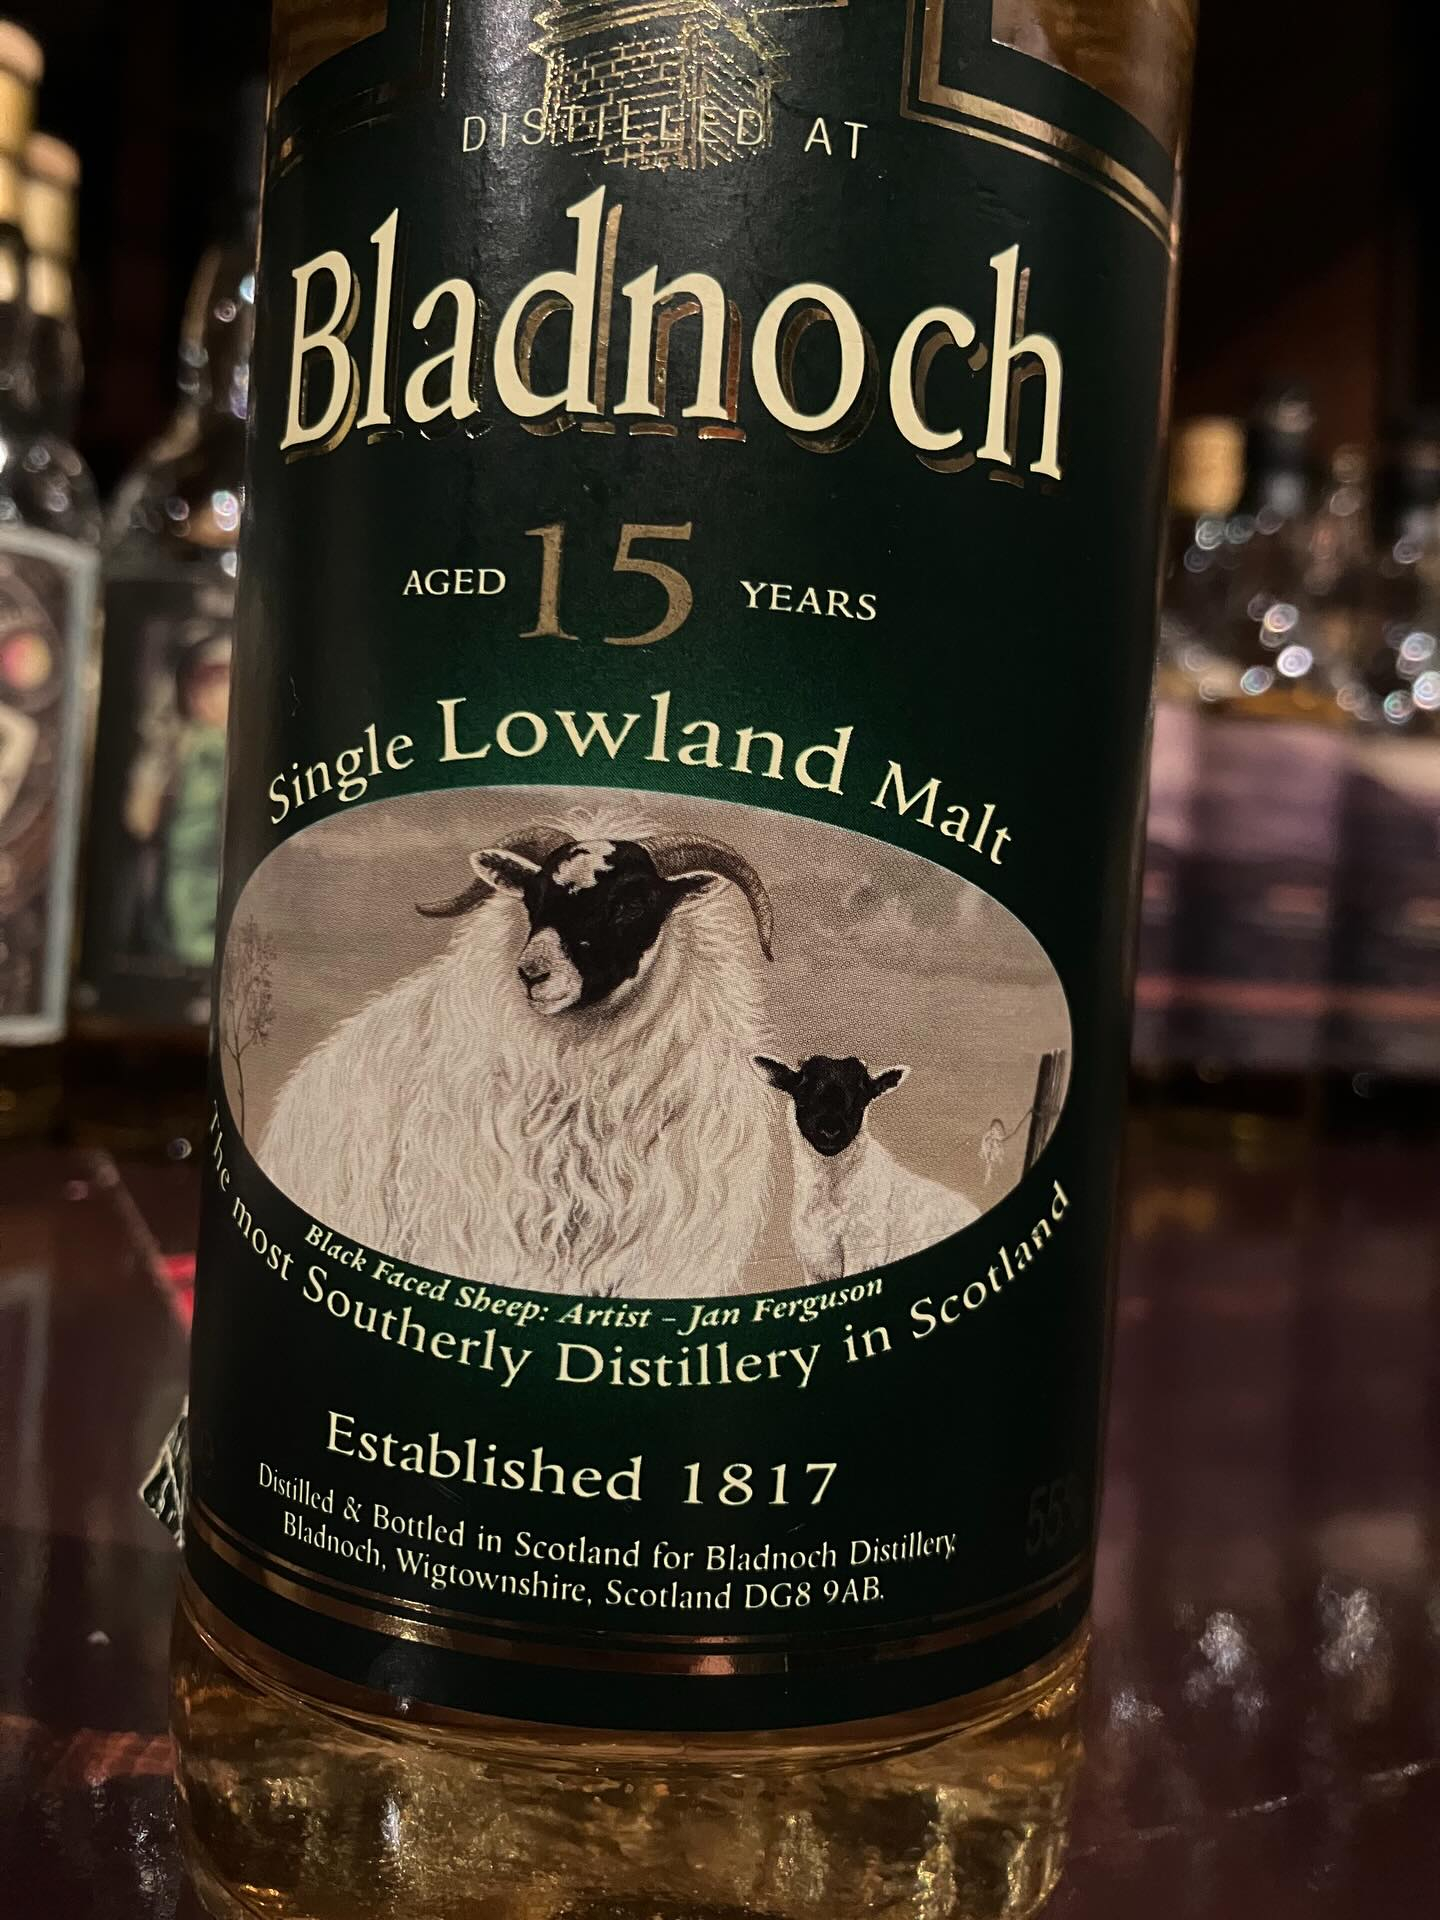 DISTILLED AT
Bladnoch
AGED 15 YEARS
Single Lowland Malt
Black Faced Sheep: Artist - Jan Ferguson
The most Southerly Distillery in Scotland
Established 1817
55%
Distilled & Bottled in Scotland for Bladnoch Distillery,
Bladnoch, Wigtownshire, Scotland DG8 9AB.